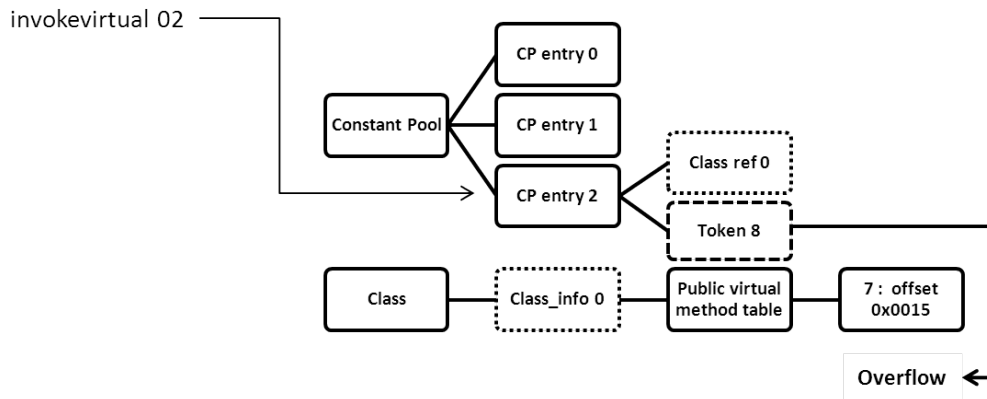 invokevirtual 02
CP entry 0
Constant Pool
CP entry 1
CP entry 2
Class ref 0
Token 8
Class
Class_info 0
Public virtual
method table
7 : offset
0x0015
Overflow